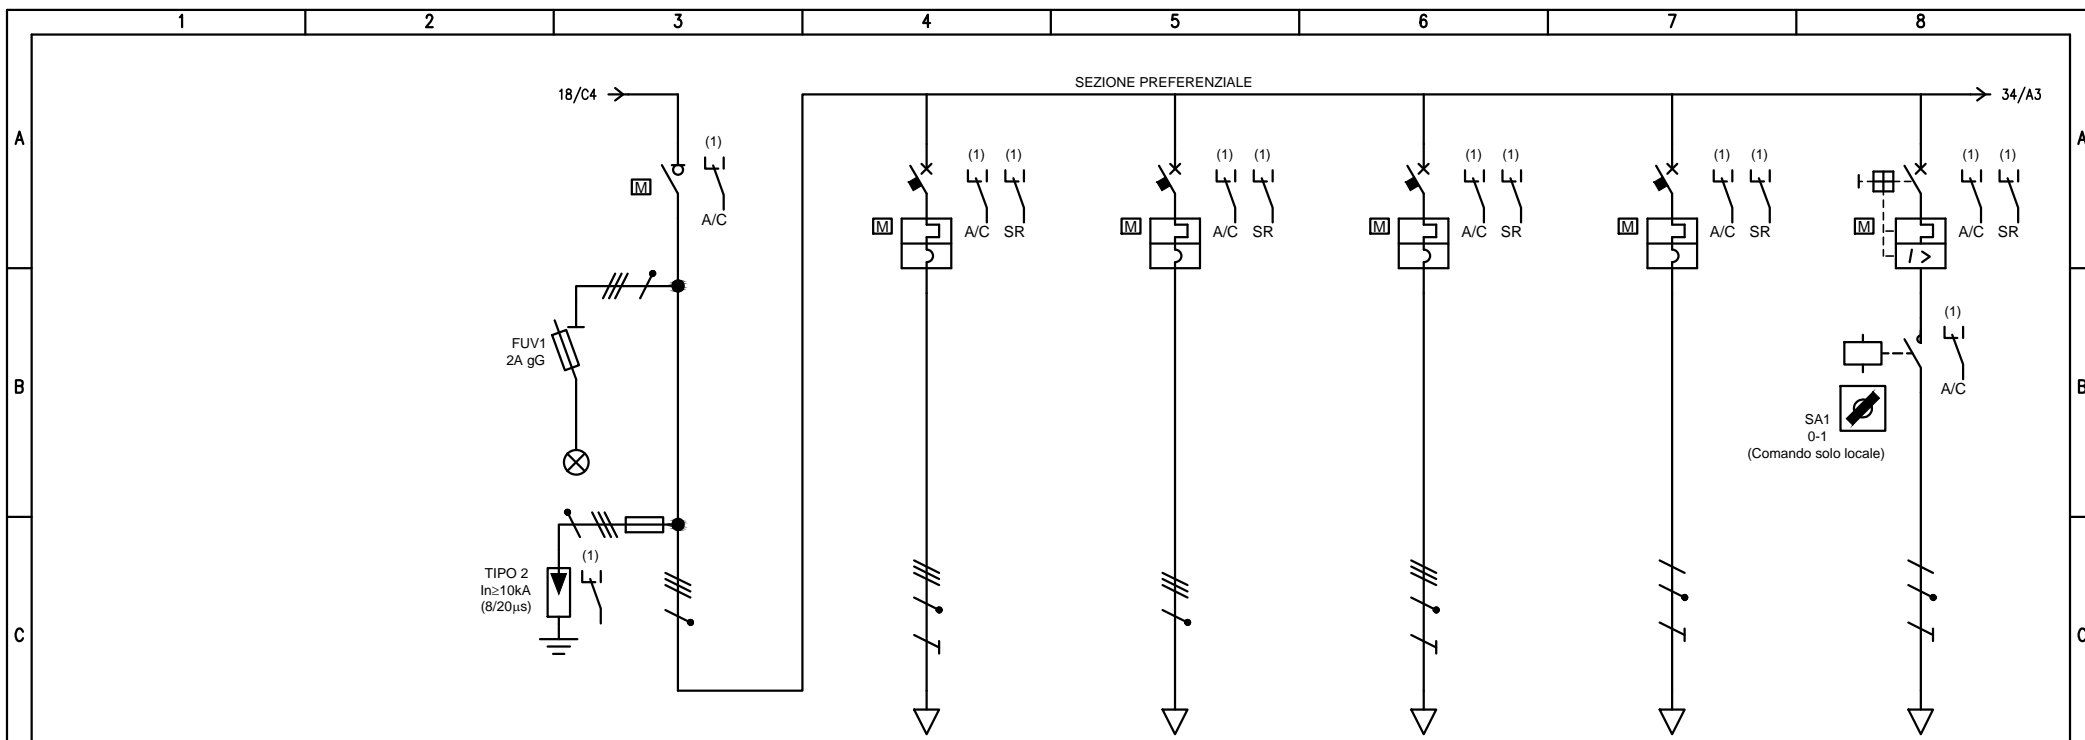 1 2 3 4 5 6 7 8
SEZIONE PREFERENZIALE
18/C4 34/A3
A A
(1) (1) (1) (1) (1) (1) (1) (1) (1) (1) (1)
M
A/C
M A/C SR M A/C SR M A/C SR M A/C SR M A/C SR
I >
(1)
FUV1
2A gG
B A/C B
SA1
0-1
(Comando solo locale)
(1)
TIPO 2
In≥10kA
(8/20µs)
C C